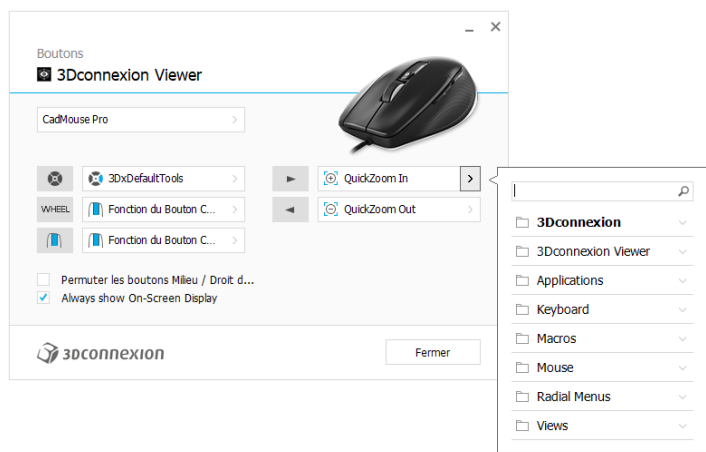 Boutons
3Dconnexion Viewer
CadMouse Pro
3DxDefaultTools
QuickZoom In
WHEEL
Fonction du Bouton C...
QuickZoom Out
Fonction du Bouton C...
Permuter les boutons Milieu / Droit d...
Always show On-Screen Display
3Dconnexion
Fermer
3Dconnexion
3Dconnexion Viewer
Applications
Keyboard
Macros
Mouse
Radial Menus
Views